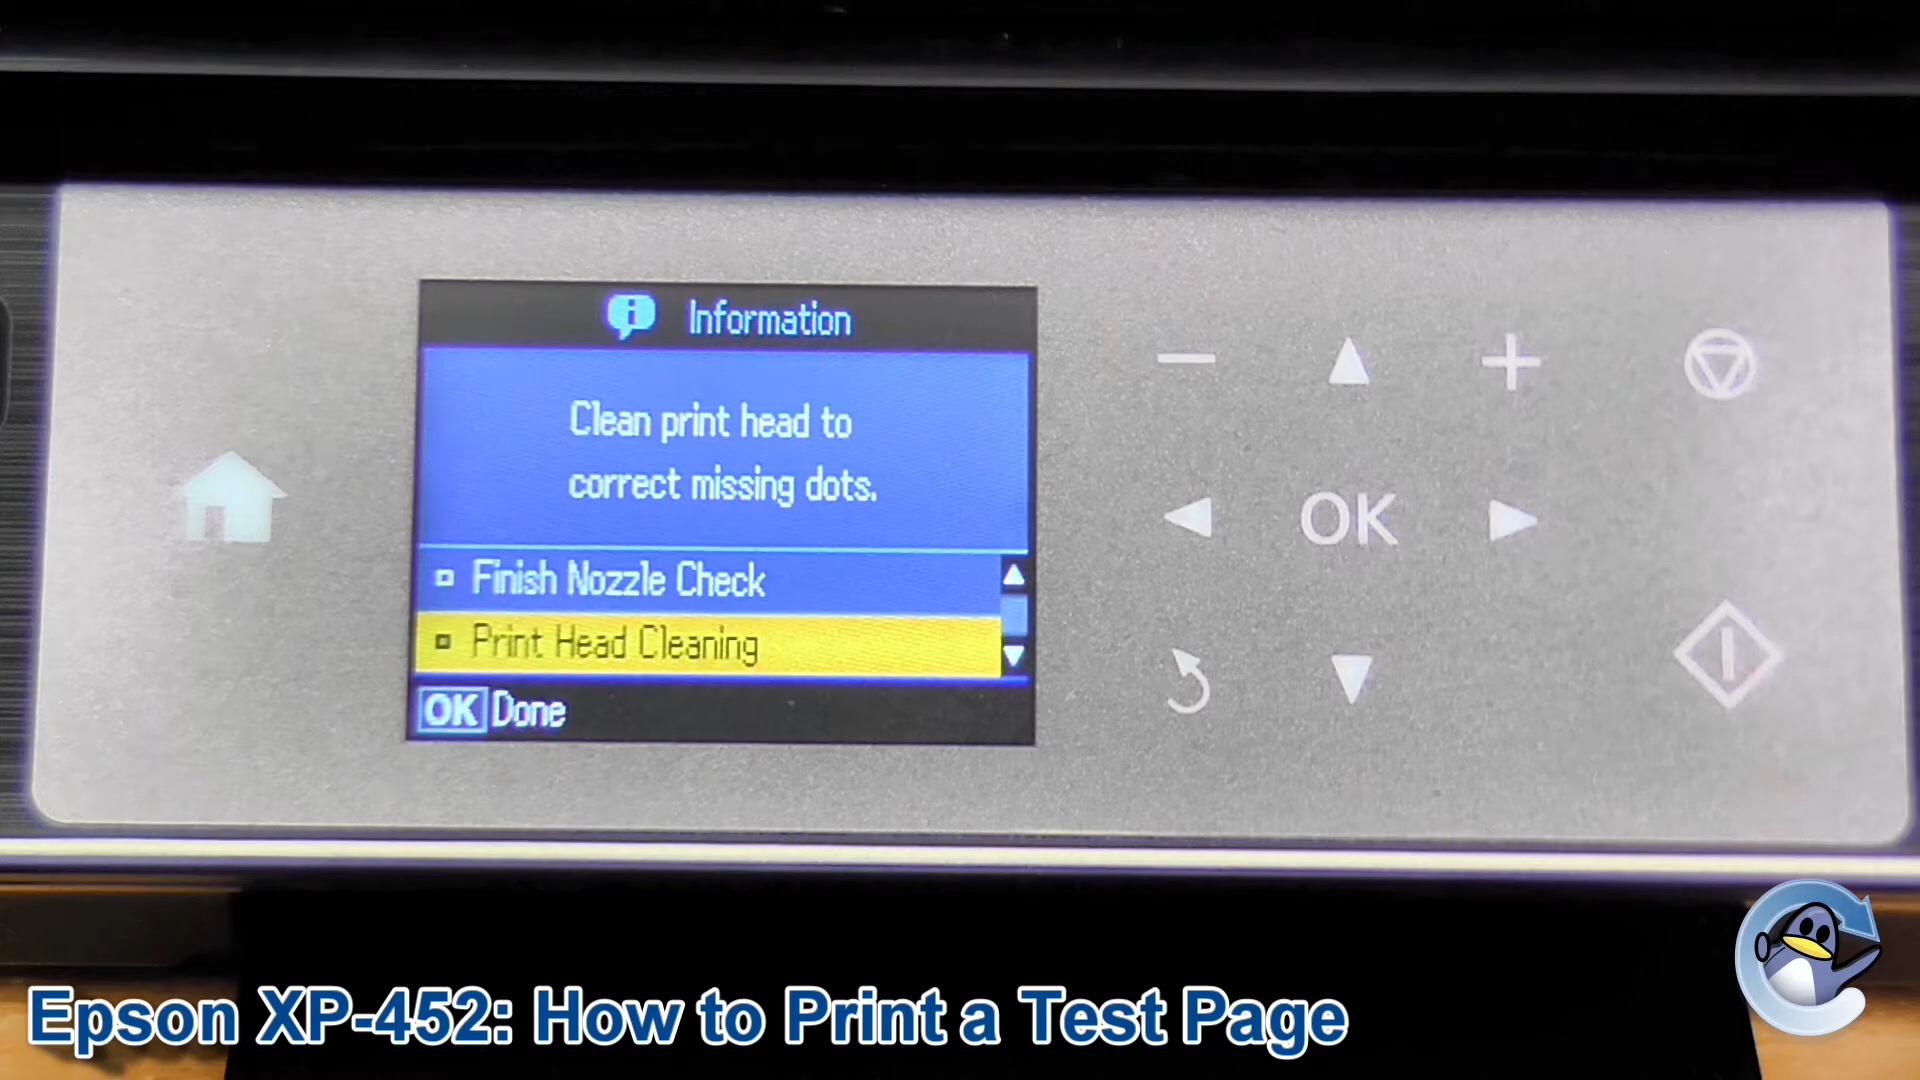 Information
Clean print head to
correct missing dots.
Finish Nozzle Check
Print Head Cleaning
OK Done
OK
Epson XP-452: How to Print a Test Page